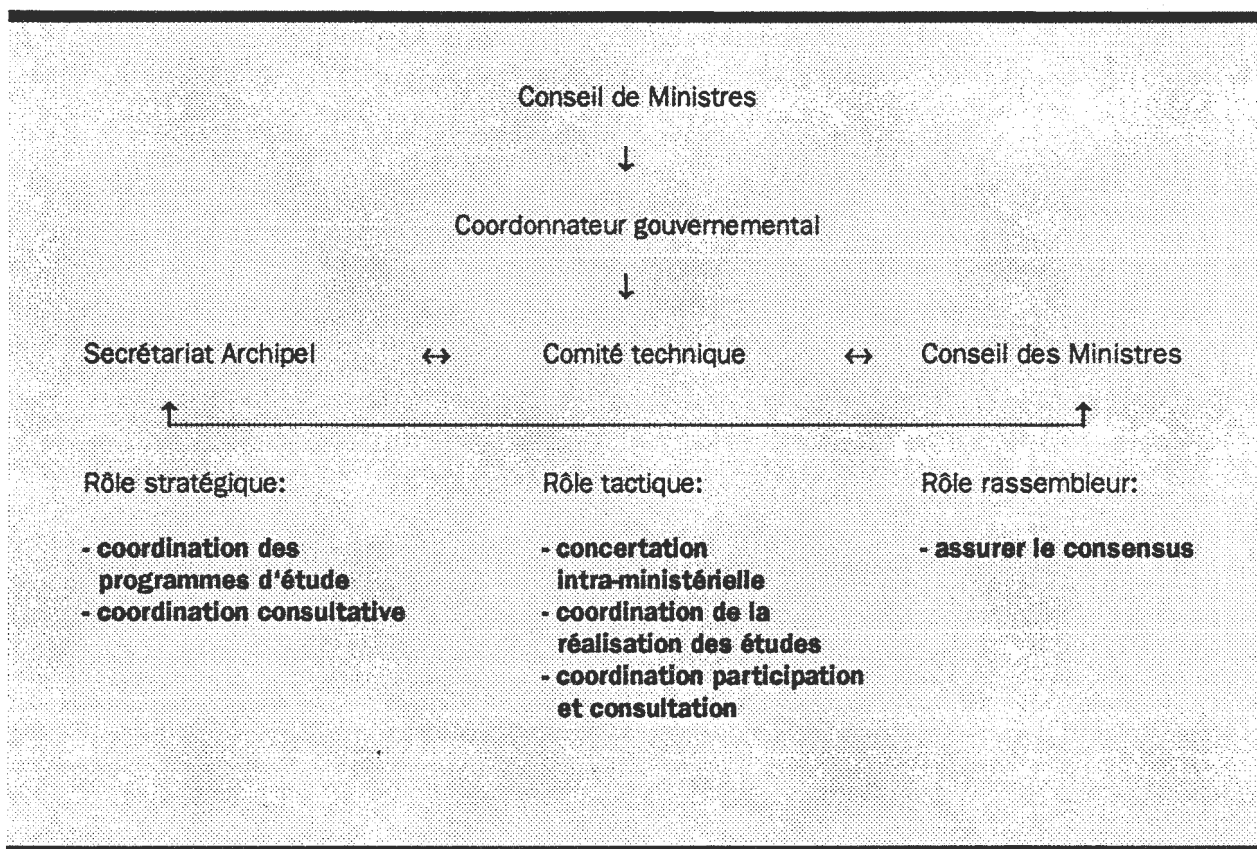 Conseil de Ministres
↓
Coordonnateur gouvernemental
↓
Secrétariat Archipel ↔ Comité technique ↔ Conseil des Ministres
Rôle stratégique:
- coordination des
programmes d'étude
- coordination consultative
Rôle tactique:
- concertation
intra-ministérielle
- coordination de la
réalisation des études
- coordination participation
et consultation
Rôle rassembleur:
- assurer le consensus